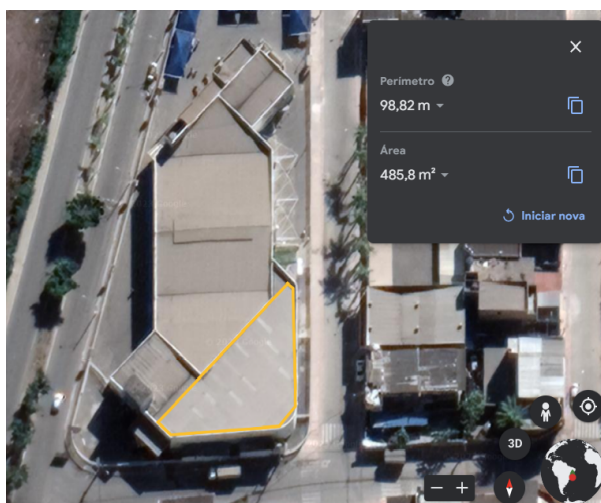 Perímetro
98,82 m
Área
485,8 m²
Iniciar nova
3D